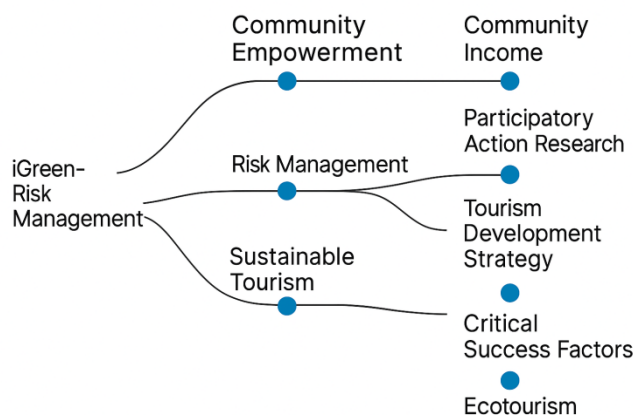 Community
Empowerment
Community
Income
Participatory
Action Research
iGreen-
Risk
Management
Risk Management
Tourism
Development
Strategy
Sustainable
Tourism
Critical
Success Factors
Ecotourism